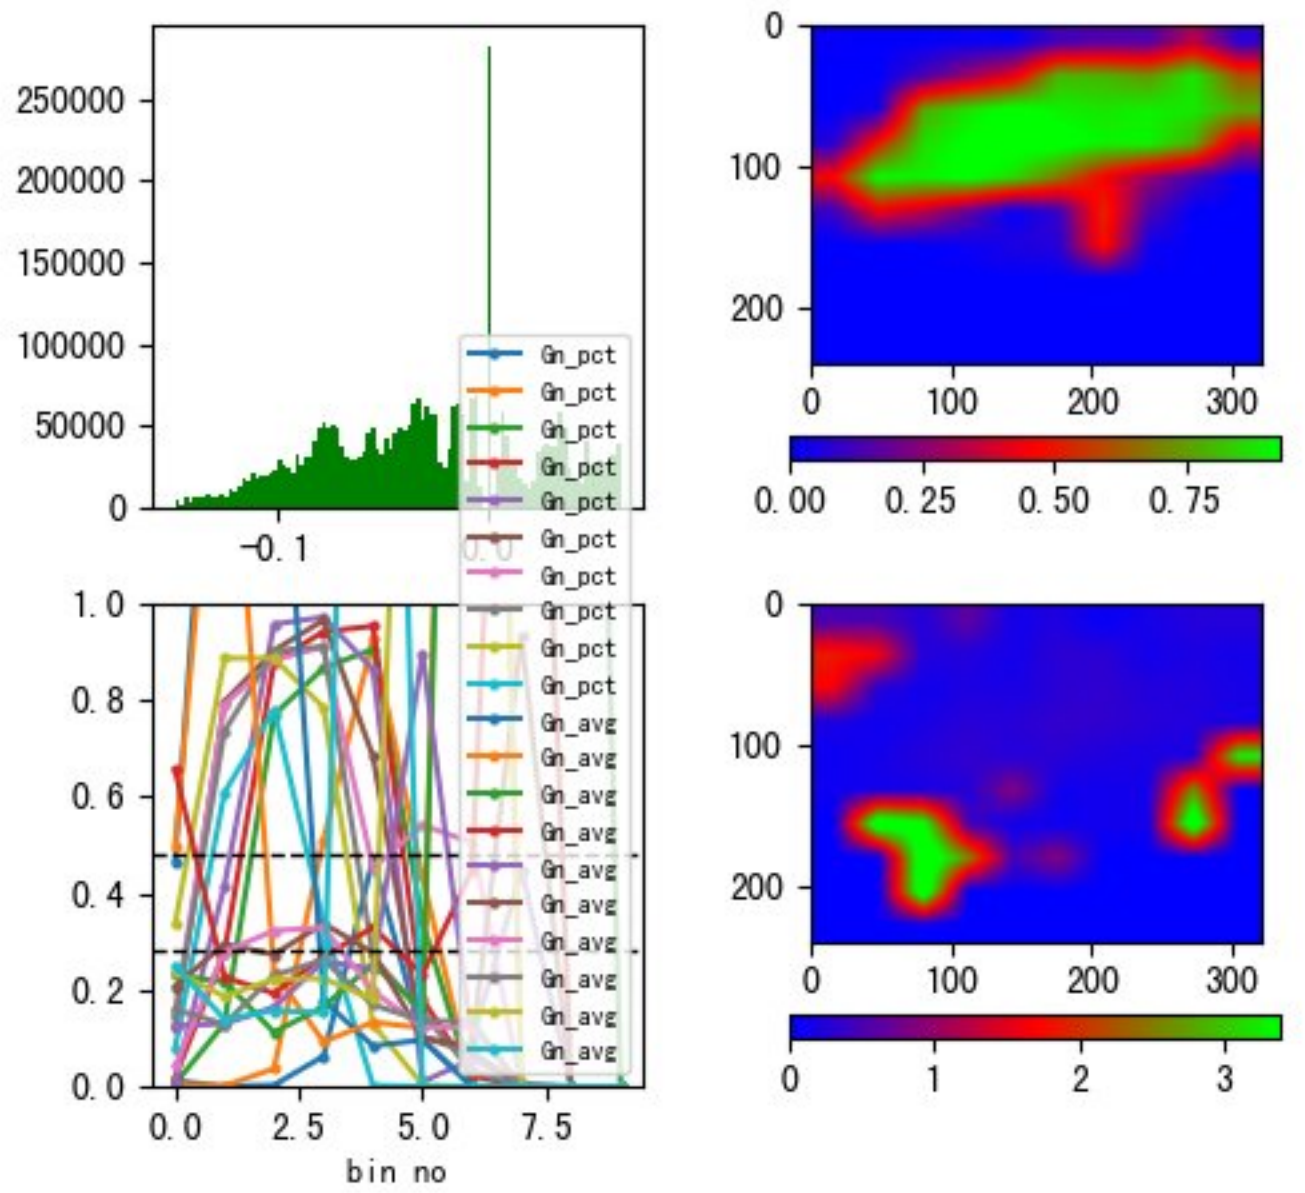 250000
200000
150000
100000
50000
0
-0.1
0.0
0
100
200
0
100
200
300
0.00
0.25
0.50
0.75
Gn_pct
Gn_pct
Gn_pct
Gn_pct
Gn_pct
Gn_pct
Gn_pct
Gn_pct
Gn_pct
Gn_pct
Gn_avg
Gn_avg
Gn_avg
Gn_avg
Gn_avg
Gn_avg
Gn_avg
Gn_avg
Gn_avg
Gn_avg
1.0
0.8
0.6
0.4
0.2
0.0
0.0
2.5
5.0
7.5
bin no
0
100
200
0
100
200
300
0
1
2
3